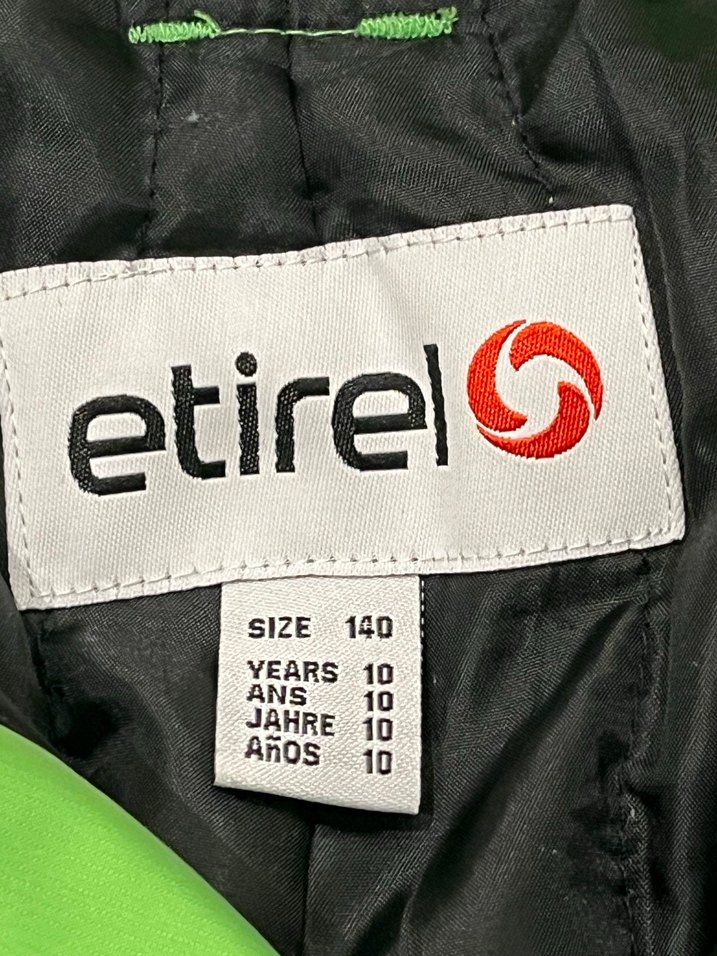 etirel
SIZE 140
YEARS 10
ANS 10
JAHRE 10
AñOS 10